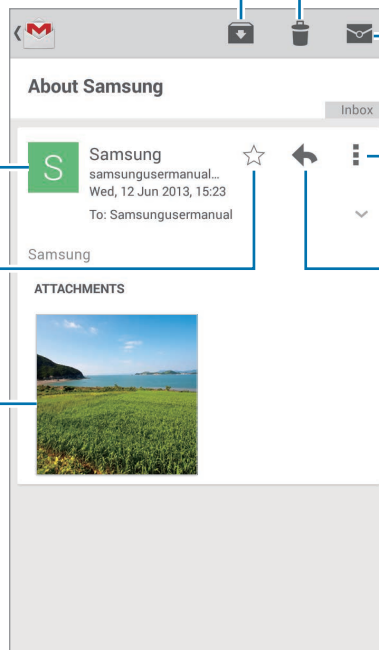 About Samsung
Inbox
S
Samsung
samsungusermanual...
Wed, 12 Jun 2013, 15:23
To: Samsungusermanual
Samsung
ATTACHMENTS